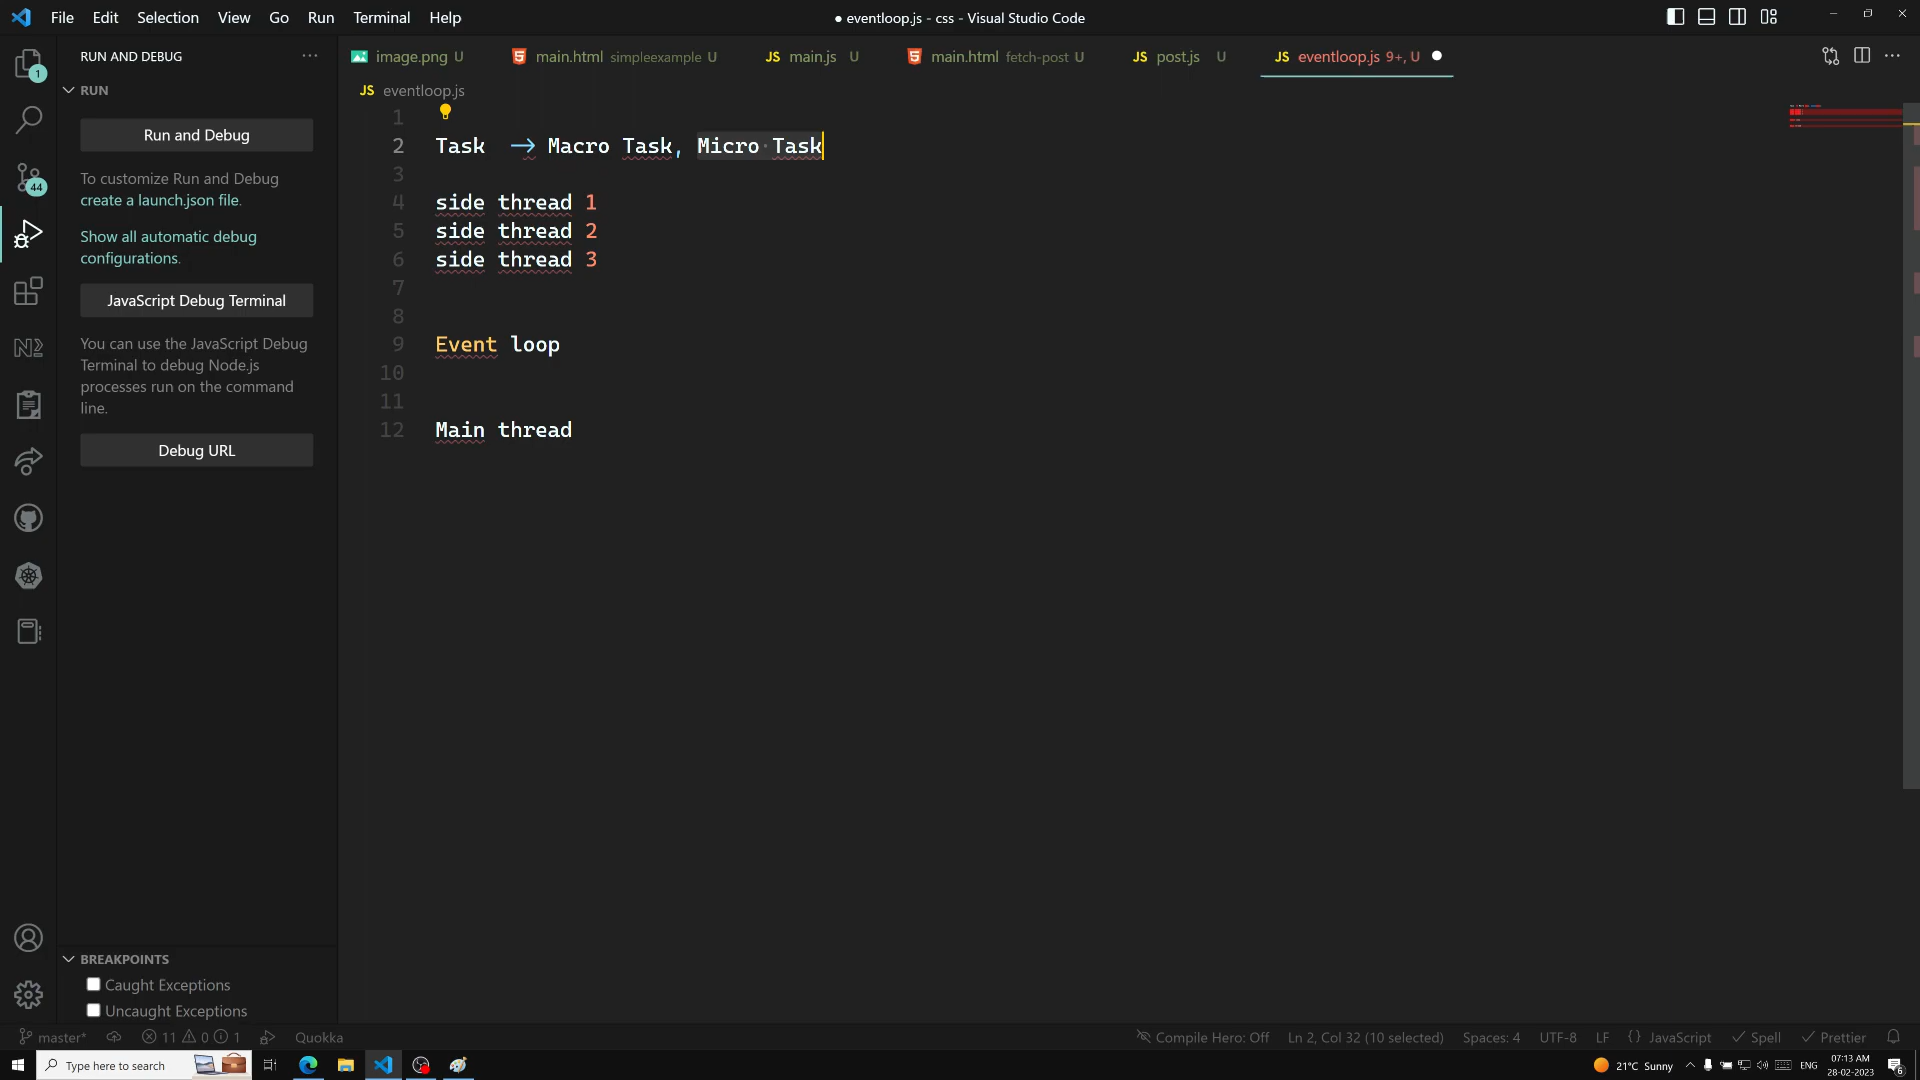 File Edit Selection View Go Run Terminal Help
● eventloop.js - css - Visual Studio Code
RUN AND DEBUG
image.png U
main.html simpleexample U
JS main.js U
main.html fetch-post U
JS post.js U
JS eventloop.js 9+, U
RUN
JS eventloop.js
Run and Debug
To customize Run and Debug
create a launch.json file.
Show all automatic debug
configurations.
JavaScript Debug Terminal
You can use the JavaScript Debug
Terminal to debug Node.js
processes run on the command
line.
Debug URL
1
44
1
2 Task --> Macro Task, Micro Task
3
4 side thread 1
5 side thread 2
6 side thread 3
7
8
9 Event loop
10
11
12 Main thread
BREAKPOINTS
Caught Exceptions
Uncaught Exceptions
master* 11 0 1 Quokka
Compile Hero: Off Ln 2, Col 32 (10 selected) Spaces: 4 UTF-8 LF {} JavaScript Spell Prettier
Type here to search
21°C Sunny
ENG
07:13 AM
28-02-2023
6